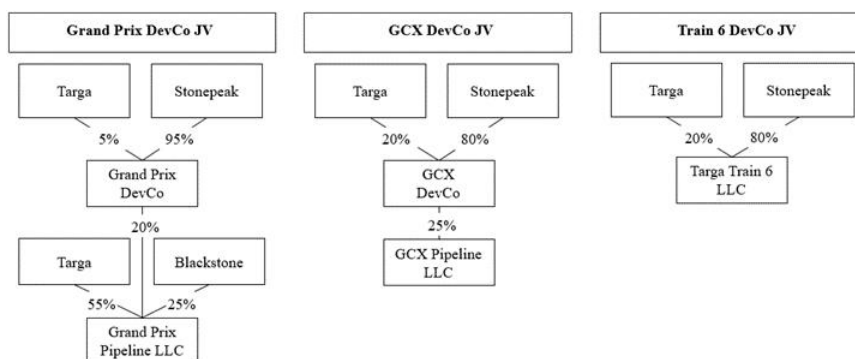 Grand Prix DevCo JV
Targa
Stonepeak
5%
95%
Grand Prix
DevCo
20%
Targa
Blackstone
55%
25%
Grand Prix
Pipeline LLC
GCX DevCo JV
Targa
Stonepeak
20%
80%
GCX
DevCo
25%
GCX Pipeline
LLC
Train 6 DevCo JV
Targa
Stonepeak
20%
80%
Targa Train 6
LLC